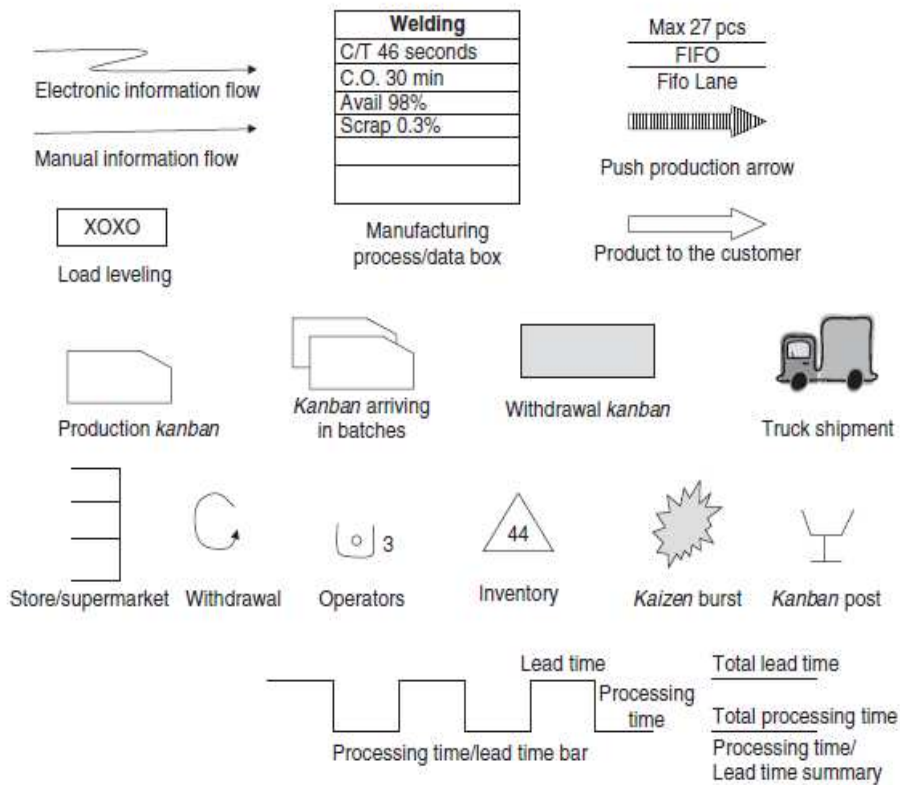 Electronic information flow
Manual information flow
XOXO
Load leveling
Welding
C/T 46 seconds
C.O. 30 min
Avail 98%
Scrap 0.3%
Manufacturing
process/data box
Max 27 pcs
FIFO
Fifo Lane
Push production arrow
Product to the customer
Production kanban
Kanban arriving
in batches
Withdrawal kanban
Truck shipment
Store/supermarket
Withdrawal
3
Operators
44
Inventory
Kaizen burst
Kanban post
Lead time
Processing
time
Processing time/lead time bar
Total lead time
Total processing time
Processing time/
Lead time summary